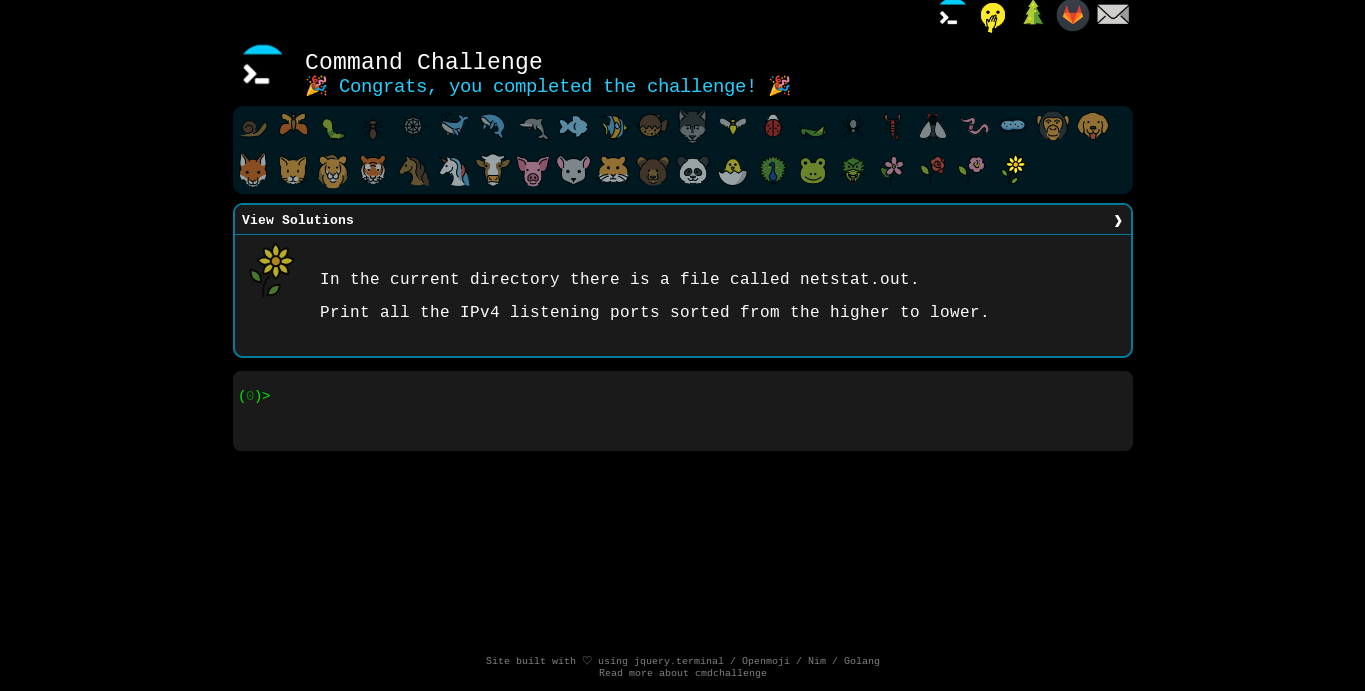 Command Challenge
🎉 Congrats, you completed the challenge! 🎉
View Solutions ❯
In the current directory there is a file called netstat.out.
Print all the IPv4 listening ports sorted from the higher to lower.
(0)>
Site built with ♡ using jquery.terminal / Openmoji / Nim / Golang
Read more about cmdchallenge